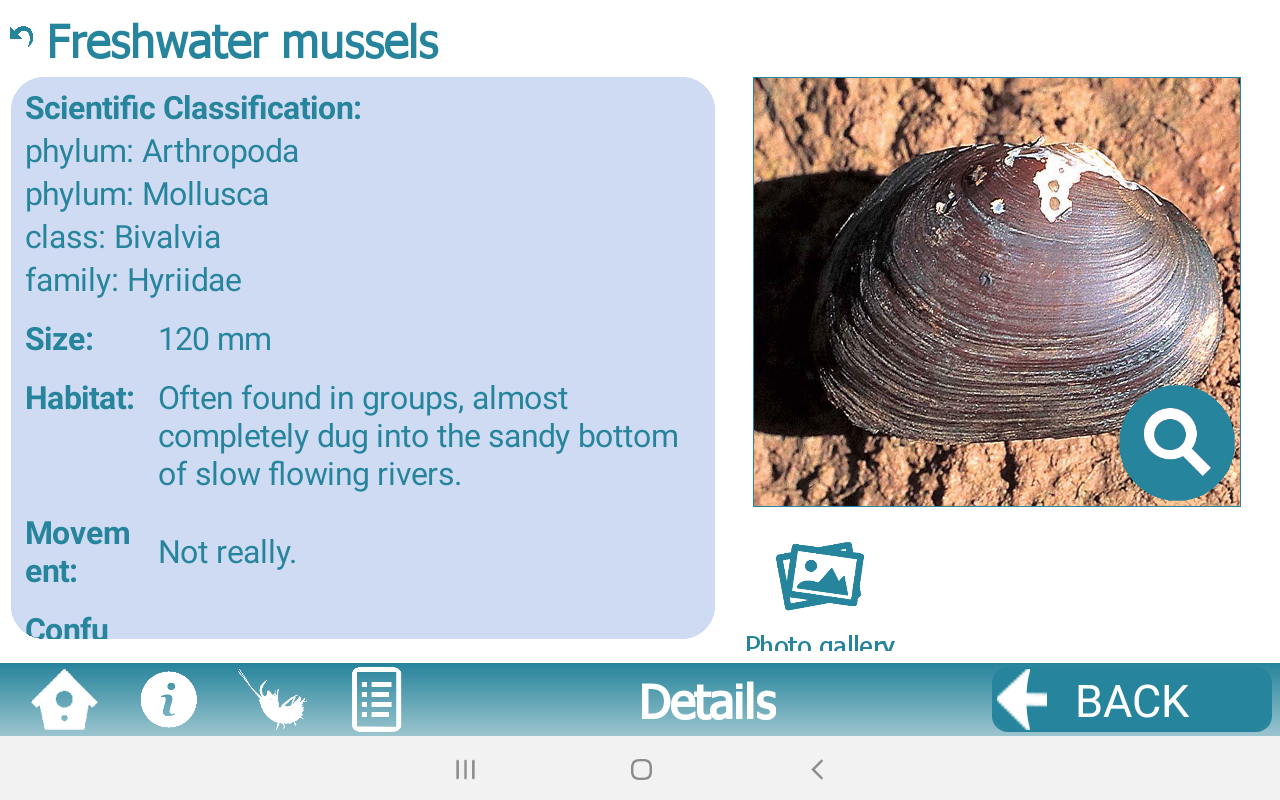 Freshwater mussels
Scientific Classification:
phylum: Arthropoda
phylum: Mollusca
class: Bivalvia
family: Hyriidae
Size: 120 mm
Habitat: Often found in groups, almost
completely dug into the sandy bottom
of slow flowing rivers.
Movem
ent:
Not really.
Confu
Photo gallery
Details
BACK